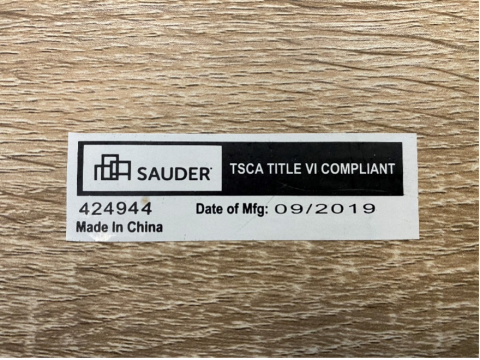 SAUDER TSCA TITLE VI COMPLIANT
424944 Date of Mfg: 09/2019
Made In China